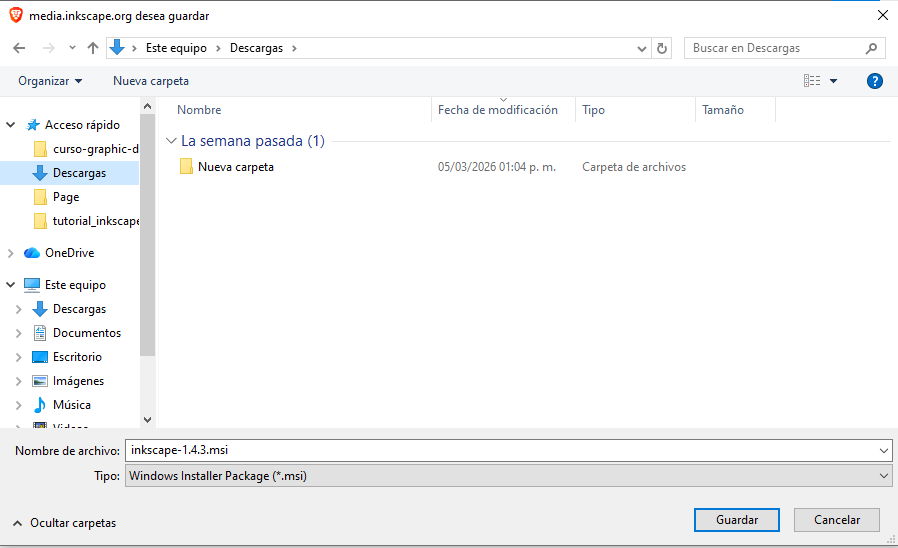 media.inkscape.org desea guardar
Este equipo
Descargas
Buscar en Descargas
Organizar
Nueva carpeta
?
Nombre
Fecha de modificación
Tipo
Tamaño
Acceso rápido
curso-graphic-d
Descargas
Page
tutorial_inkscape
OneDrive
Este equipo
Descargas
Documentos
Escritorio
Imágenes
Música
La semana pasada (1)
Nueva carpeta
05/03/2026 01:04 p. m.
Carpeta de archivos
Nombre de archivo:
inkscape-1.4.3.msi
Tipo:
Windows Installer Package (*.msi)
Ocultar carpetas
Guardar
Cancelar